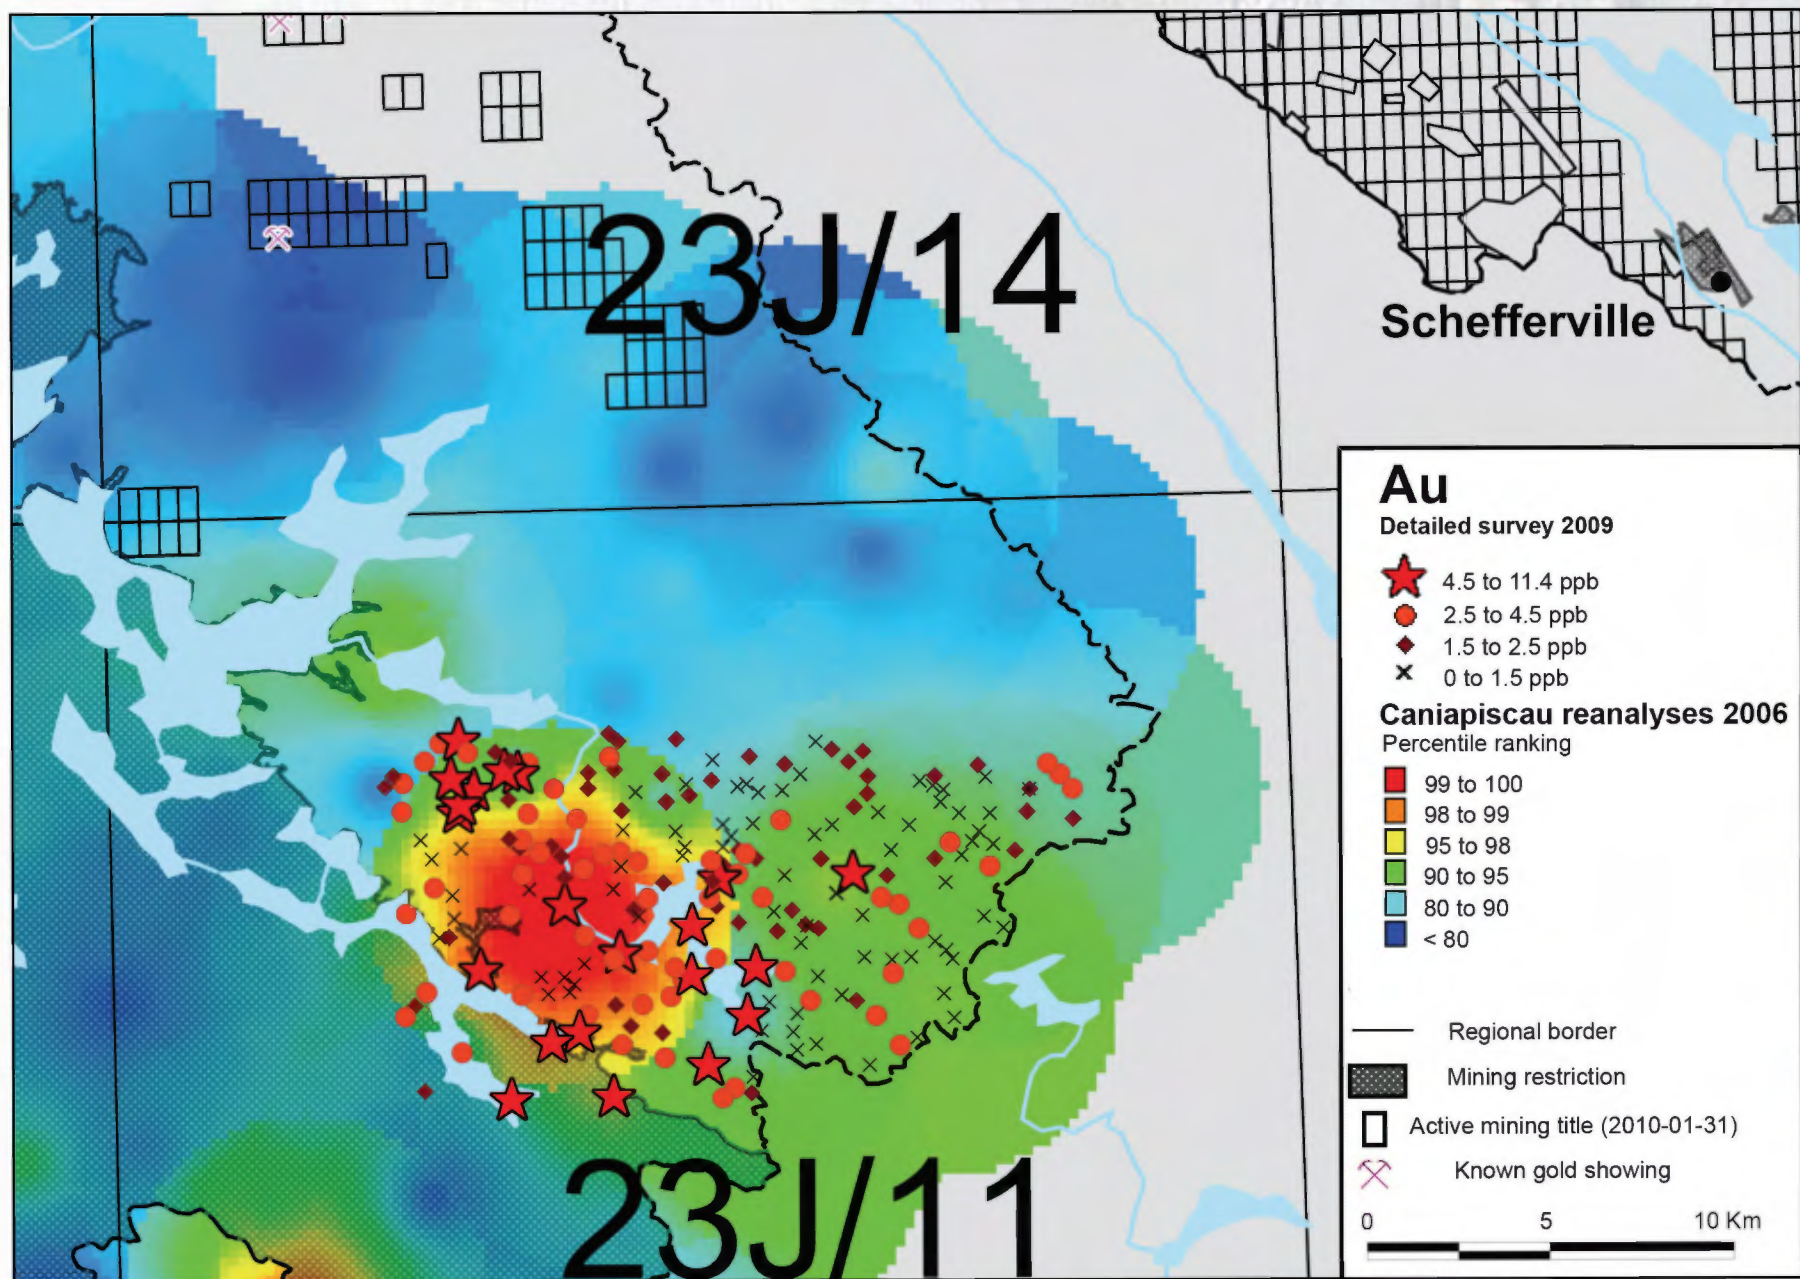 23J/14
Schefferville
23J/11
Au
Detailed survey 2009
4.5 to 11.4 ppb
2.5 to 4.5 ppb
1.5 to 2.5 ppb
0 to 1.5 ppb
Caniapiscau reanalyses 2006
Percentile ranking
99 to 100
98 to 99
95 to 98
90 to 95
80 to 90
< 80
Regional border
Mining restriction
Active mining title (2010-01-31)
Known gold showing
0 5 10 Km